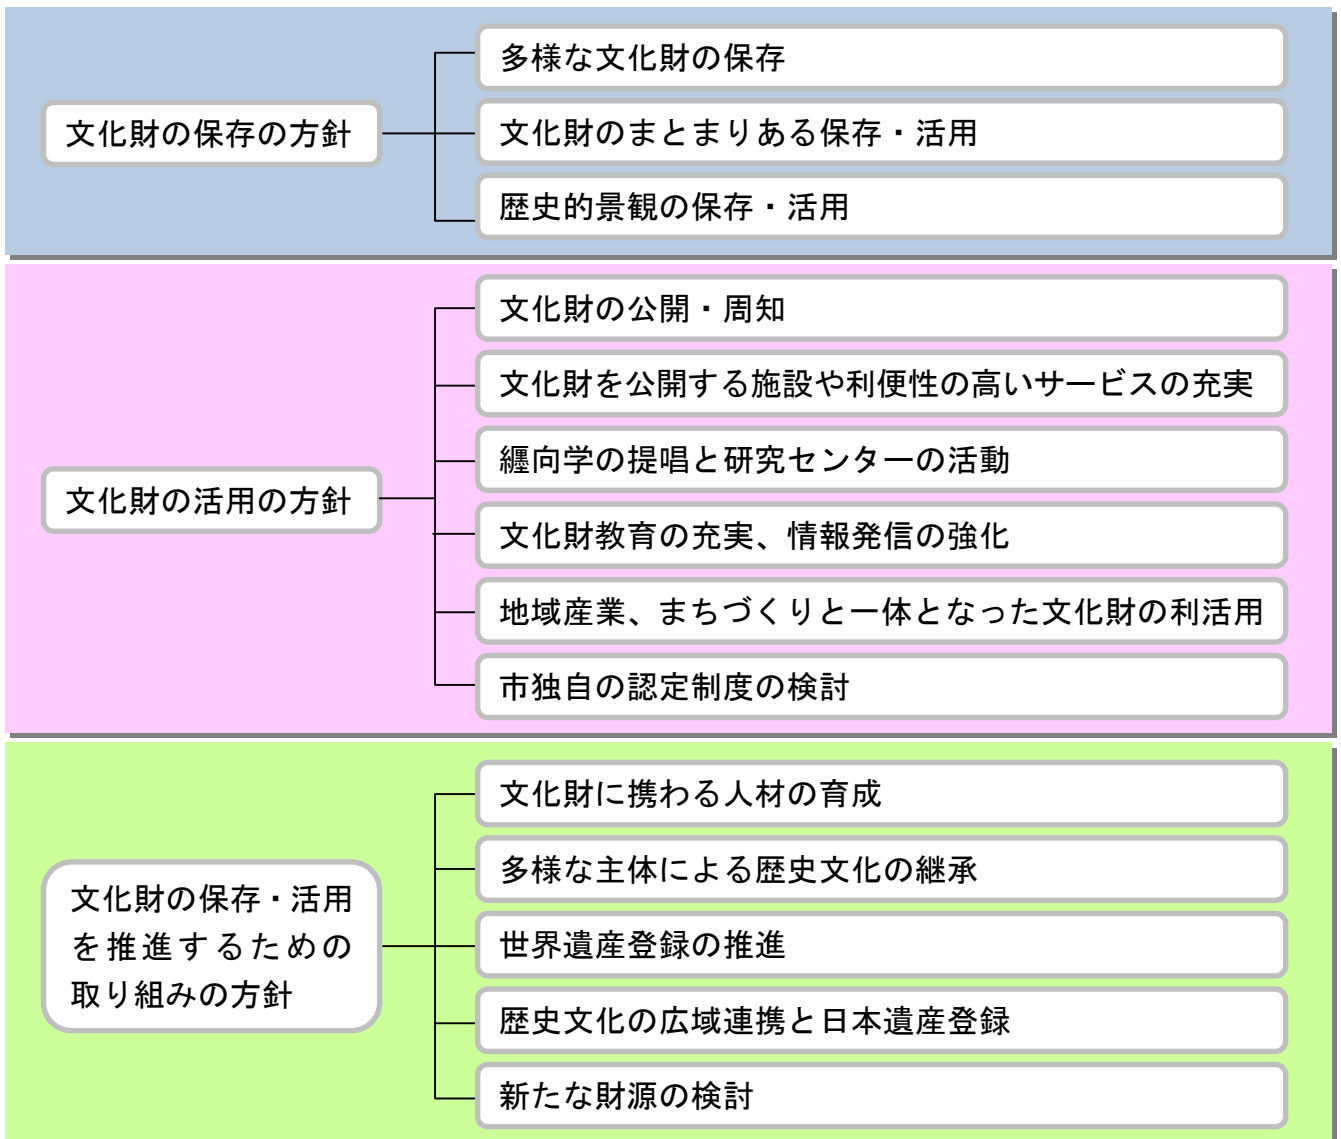 文化財の保存の方針
多様な文化財の保存
文化財のまとまりある保存・活用
歴史的景観の保存・活用
文化財の活用の方針
文化財の公開・周知
文化財を公開する施設や利便性の高いサービスの充実
纒向学の提唱と研究センターの活動
文化財教育の充実、情報発信の強化
地域産業、まちづくりと一体となった文化財の利活用
市独自の認定制度の検討
文化財の保存・活用
を推進するための
取り組みの方針
文化財に携わる人材の育成
多様な主体による歴史文化の継承
世界遺産登録の推進
歴史文化の広域連携と日本遺産登録
新たな財源の検討